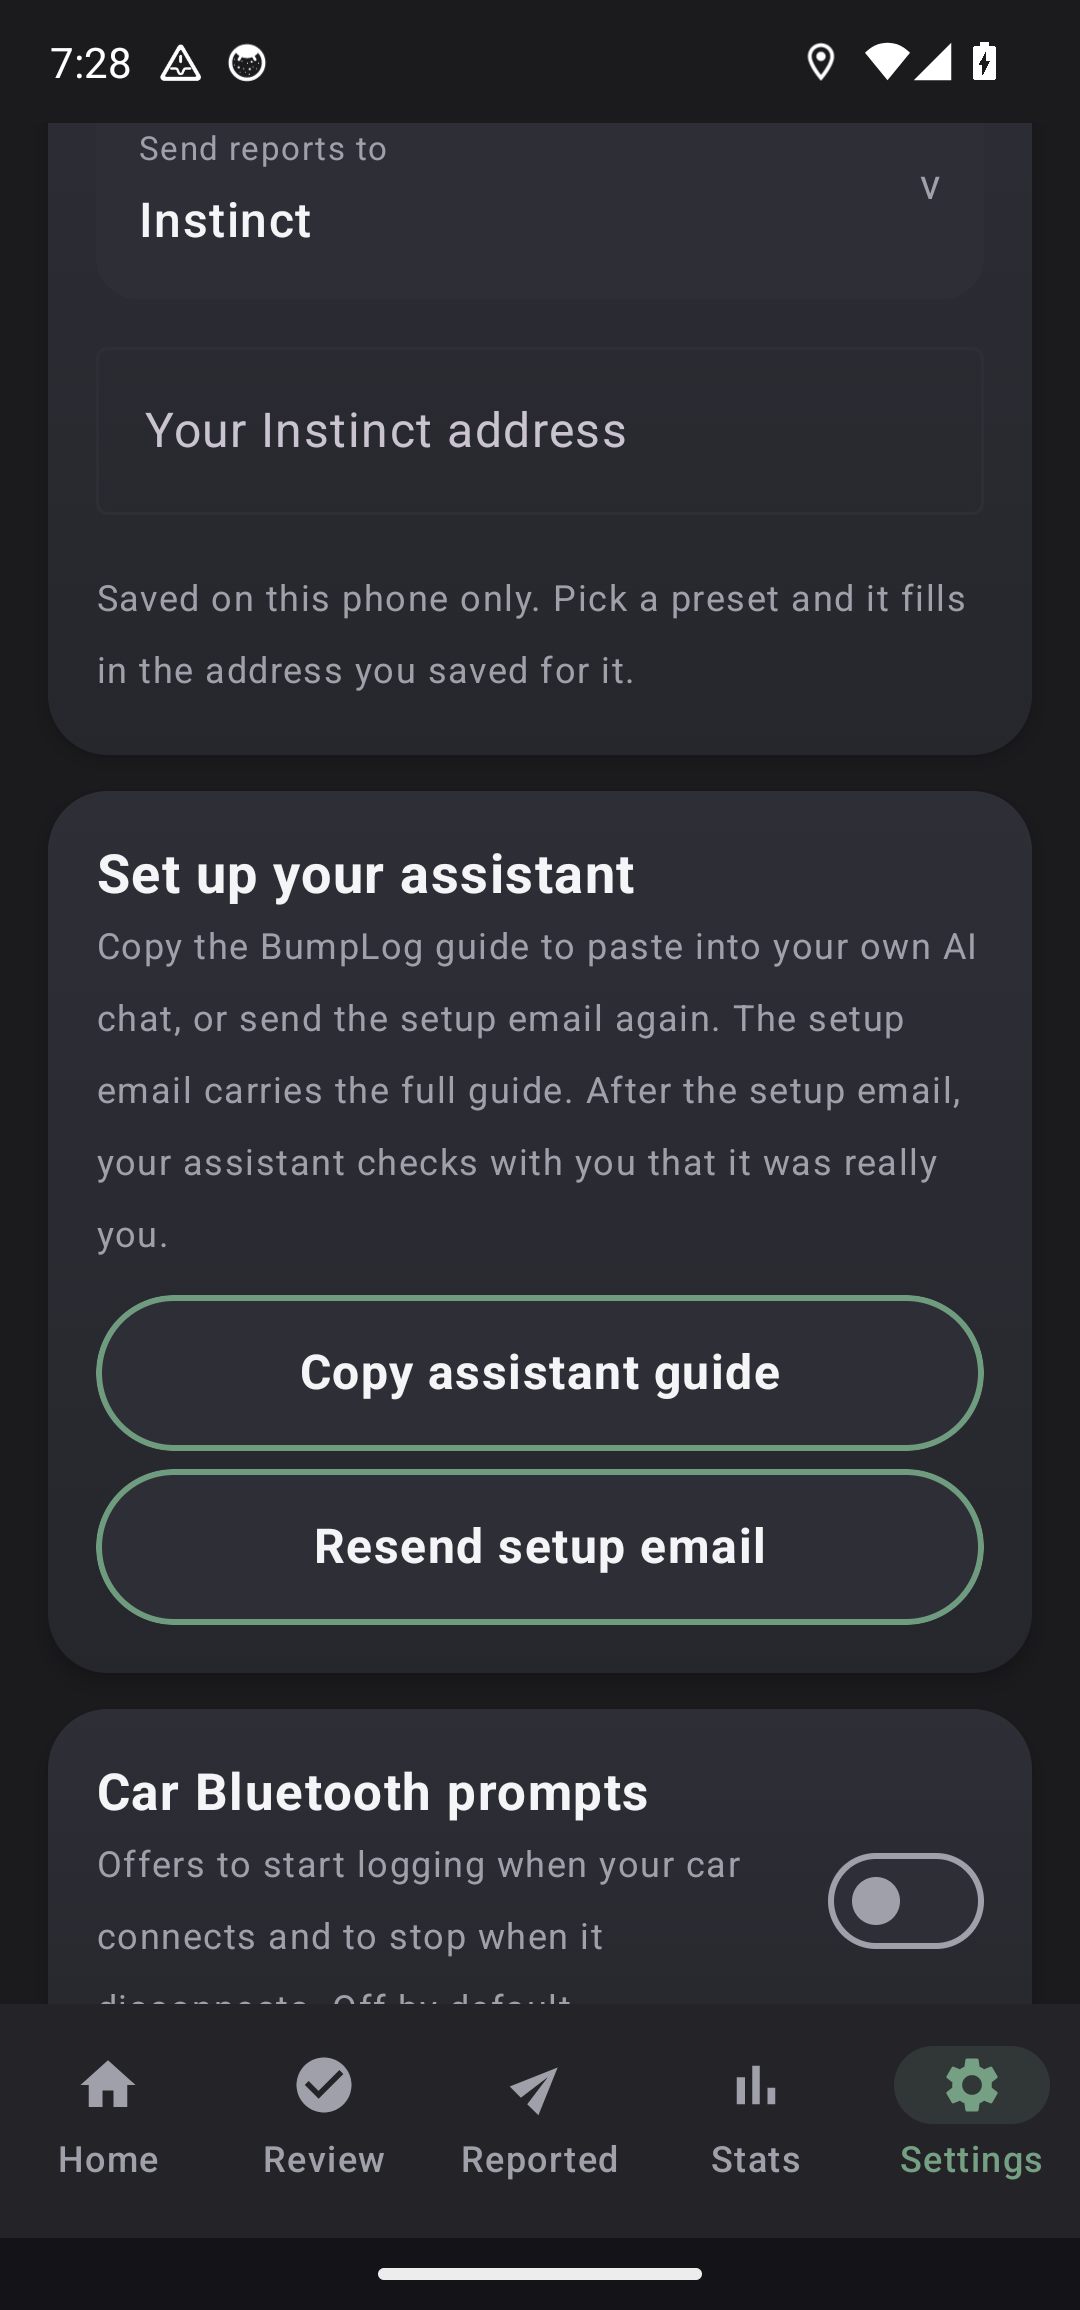 7:28
Send reports to
Instinct
v
Your Instinct address
Saved on this phone only. Pick a preset and it fills
in the address you saved for it.
Set up your assistant
Copy the BumpLog guide to paste into your own AI
chat, or send the setup email again. The setup
email carries the full guide. After the setup email,
your assistant checks with you that it was really
you.
Copy assistant guide
Resend setup email
Car Bluetooth prompts
Offers to start logging when your car
connects and to stop when it
disconnects. Off by default.
Home
Review
Reported
Stats
Settings